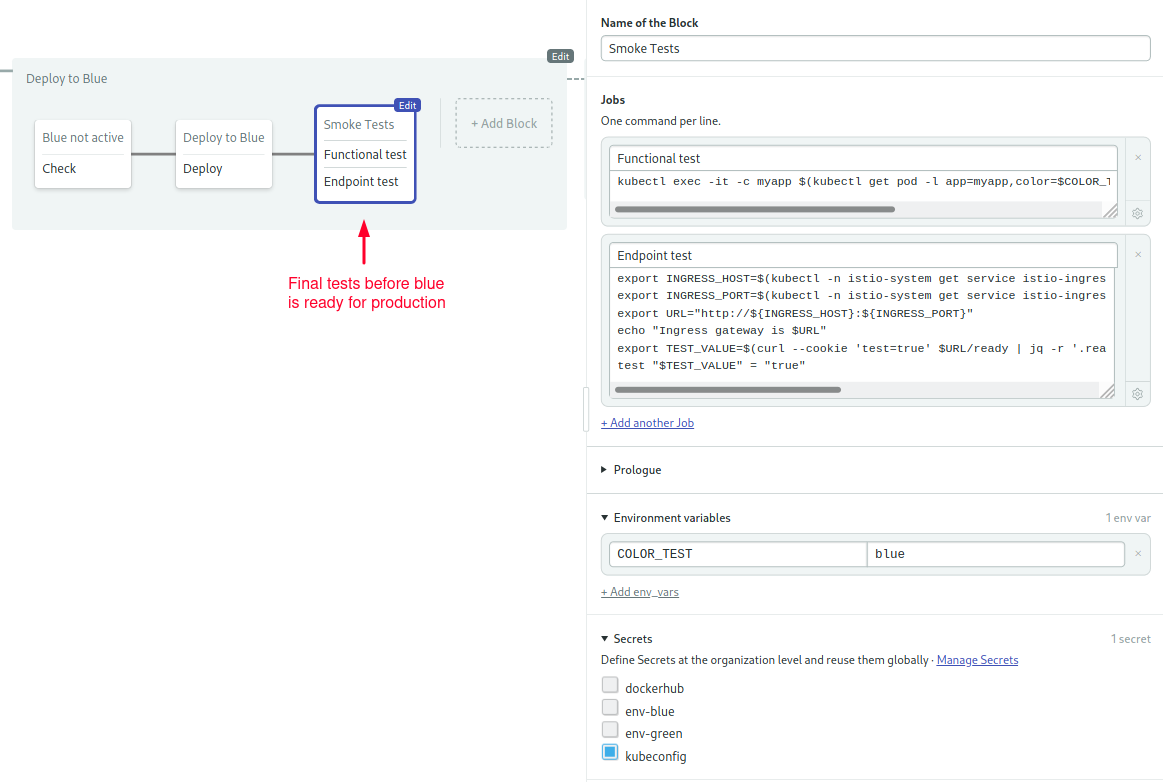 Edit
Deploy to Blue
Edit
Blue not active
Check
Deploy to Blue
Deploy
Smoke Tests
Functional test
Endpoint test
+ Add Block
Final tests before blue
is ready for production
Name of the Block
Smoke Tests
Jobs
One command per line.
Functional test
kubectl exec -it -c myapp $(kubectl get pod -l app=myapp,color=$COLOR_T
Endpoint test
export INGRESS_HOST=$(kubectl -n istio-system get service istio-ingres
export INGRESS_PORT=$(kubectl -n istio-system get service istio-ingres
export URL="http://${INGRESS_HOST}:${INGRESS_PORT}"
echo "Ingress gateway is $URL"
export TEST_VALUE=$(curl --cookie 'test=true' $URL/ready | jq -r '.rea
test "$TEST_VALUE" = "true"
+ Add another Job
Prologue
Environment variables 1 env var
COLOR_TEST blue
+ Add env_vars
Secrets 1 secret
Define Secrets at the organization level and reuse them globally · Manage Secrets
dockerhub
env-blue
env-green
kubeconfig